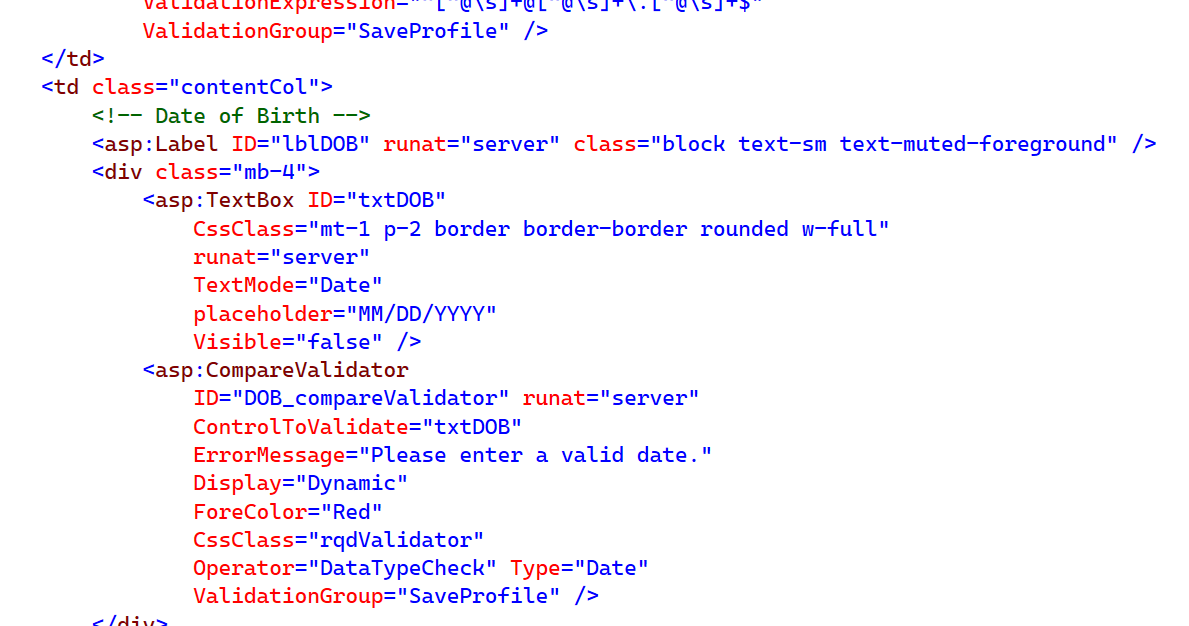 ValidationExpression="^[^@\s]+@[^@\s]+\.[^@\s]+$"
ValidationGroup="SaveProfile" />
</td>
<td class="contentCol">
<!-- Date of Birth -->
<asp:Label ID="lblDOB" runat="server" class="block text-sm text-muted-foreground" />
<div class="mb-4">
<asp:TextBox ID="txtDOB"
CssClass="mt-1 p-2 border border-border rounded w-full"
runat="server"
TextMode="Date"
placeholder="MM/DD/YYYY"
Visible="false" />
<asp:CompareValidator
ID="DOB_compareValidator" runat="server"
ControlToValidate="txtDOB"
ErrorMessage="Please enter a valid date."
Display="Dynamic"
ForeColor="Red"
CssClass="rqdValidator"
Operator="DataTypeCheck" Type="Date"
ValidationGroup="SaveProfile" />
</div>